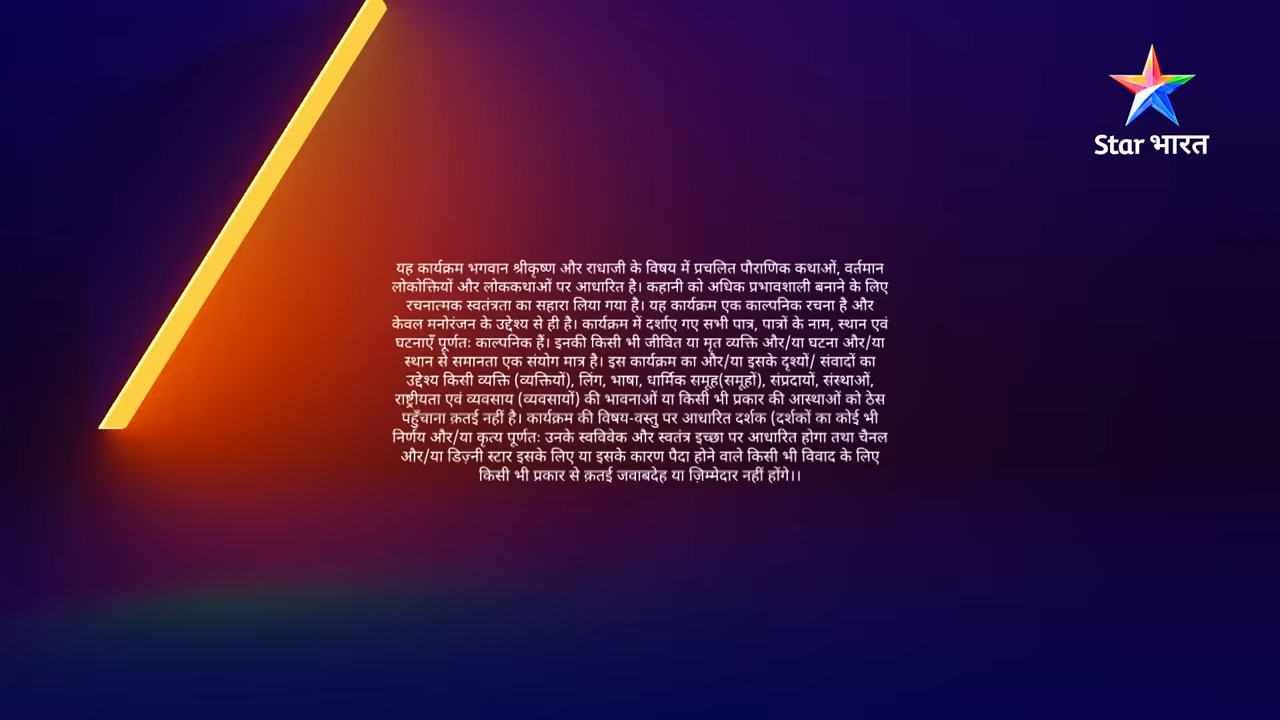 Star भारत
यह कार्यक्रम भगवान श्रीकृष्ण और राधाजी के विषय में प्रचलित पौराणिक कथाओं, वर्तमान
लोकोक्तियों और लोककथाओं पर आधारित है। कहानी को अधिक प्रभावशाली बनाने के लिए
रचनात्मक स्वतंत्रता का सहारा लिया गया है। यह कार्यक्रम एक काल्पनिक रचना है और
केवल मनोरंजन के उद्देश्य से ही है। कार्यक्रम में दर्शाए गए सभी पात्र, पात्रों के नाम, स्थान एवं
घटनाएँ पूर्णतः काल्पनिक हैं। इनकी किसी भी जीवित या मृत व्यक्ति और/या घटना और/या
स्थान से समानता एक संयोग मात्र है। इस कार्यक्रम का और/या इसके दृश्यों/ संवादों का
उद्देश्य किसी व्यक्ति (व्यक्तियों), लिंग, भाषा, धार्मिक समूह(समूहों), संप्रदायों, संस्थाओं,
राष्ट्रीयता एवं व्यवसाय (व्यवसायों) की भावनाओं या किसी भी प्रकार की आस्थाओं को ठेस
पहुँचाना क़तई नहीं है। कार्यक्रम की विषय-वस्तु पर आधारित दर्शक (दर्शकों का कोई भी
निर्णय और/या कृत्य पूर्णतः उनके स्वविवेक और स्वतंत्र इच्छा पर आधारित होगा तथा चैनल
और/या डिज़्नी स्टार इसके लिए या इसके कारण पैदा होने वाले किसी भी विवाद के लिए
किसी भी प्रकार से क़तई जवाबदेह या ज़िम्मेदार नहीं होंगे।।